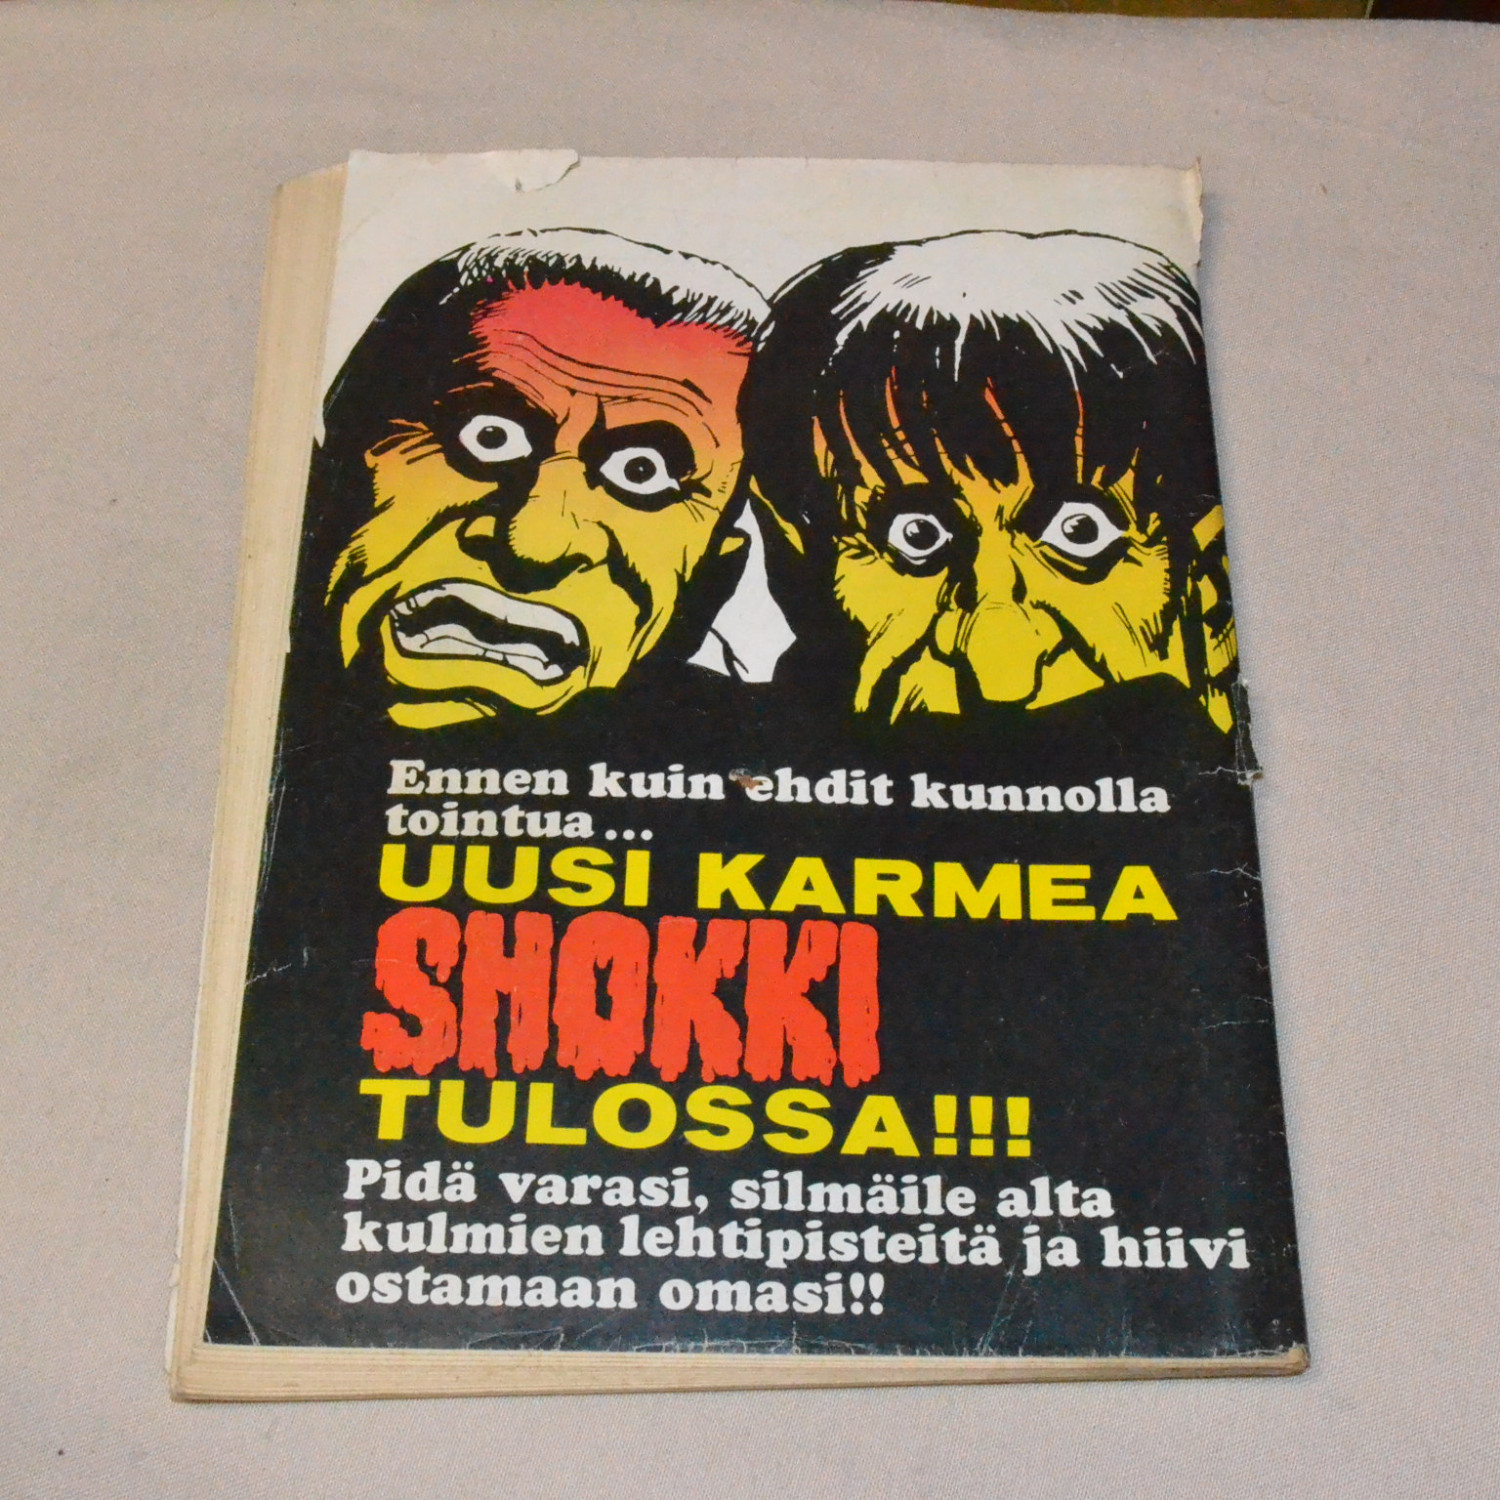 Ennen kuin ehdit kunnolla
tointua...
UUSI KARMEA
SHOKKI
TULOSSA!!!
Pidä varasi, silmäile alta
kulmien lehtipisteitä ja hiivi
ostamaan omasi!!